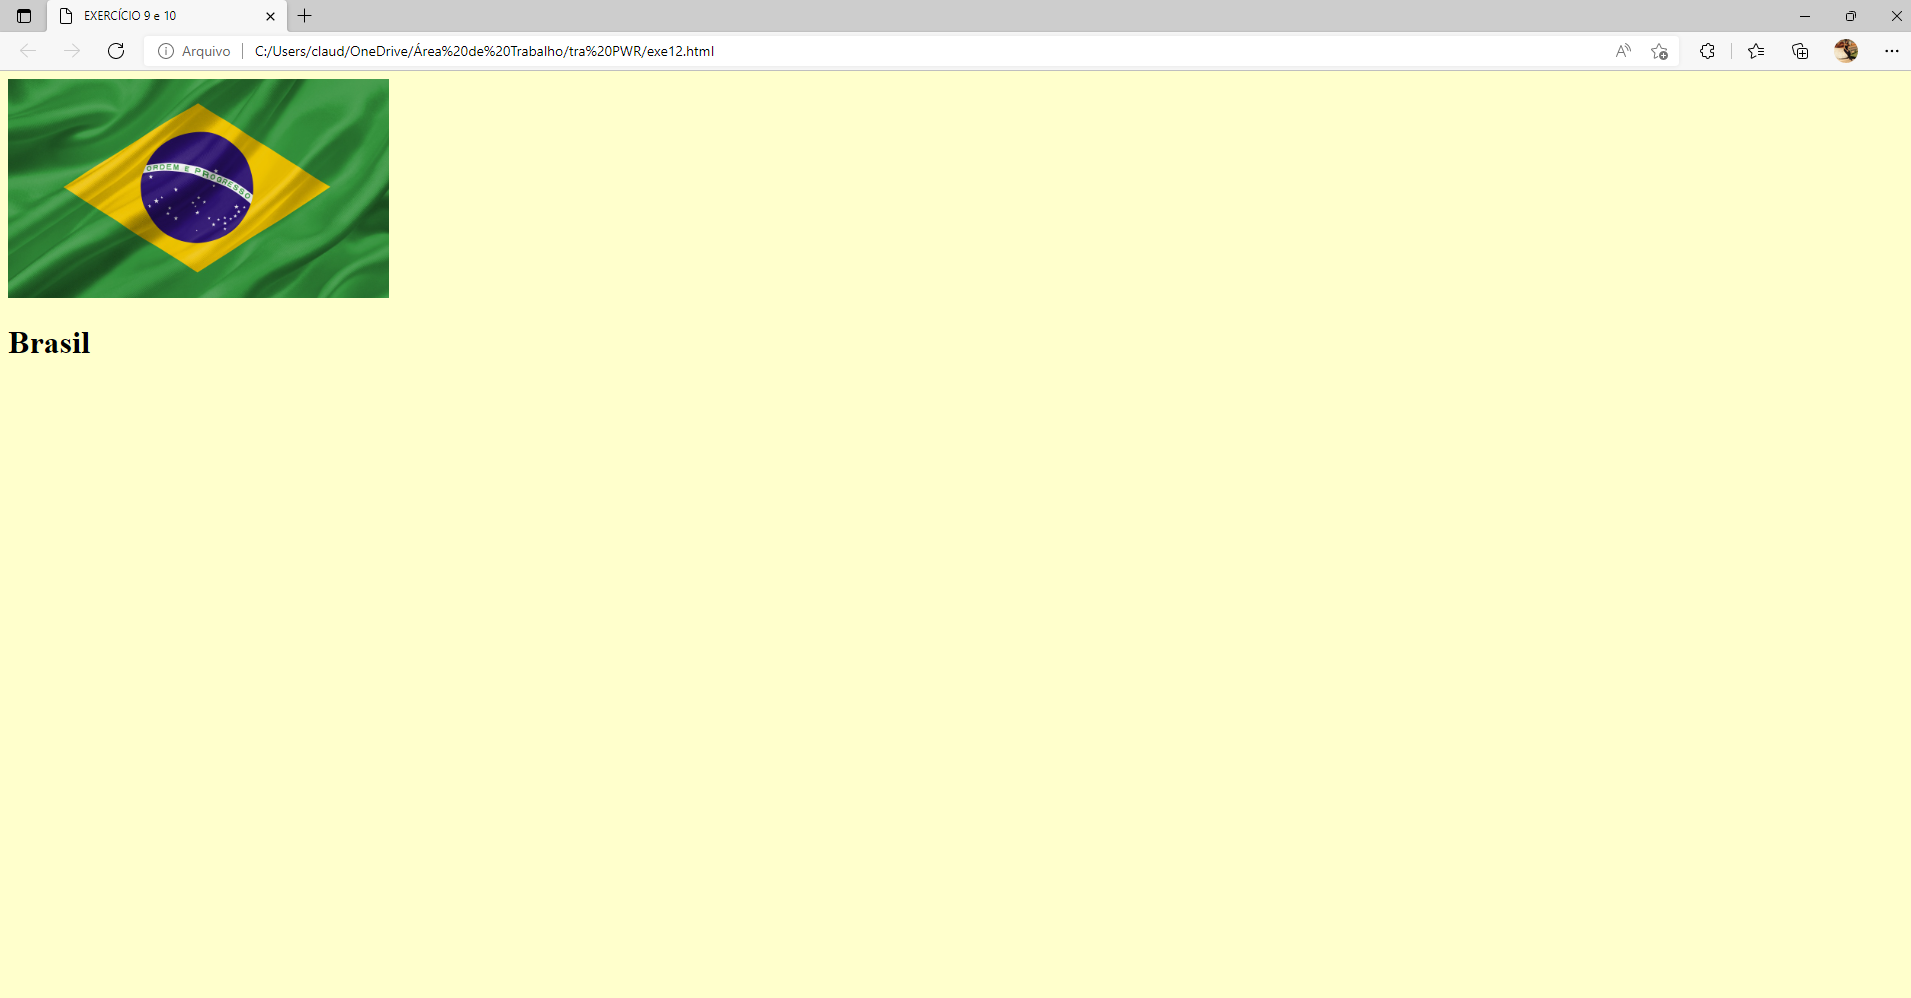 EXERCÍCIO 9 e 10
Arquivo
C:/Users/claud/OneDrive/Área%20de%20Trabalho/tra%20PWR/exe12.html
ORDEM E PROGRESSO
Brasil